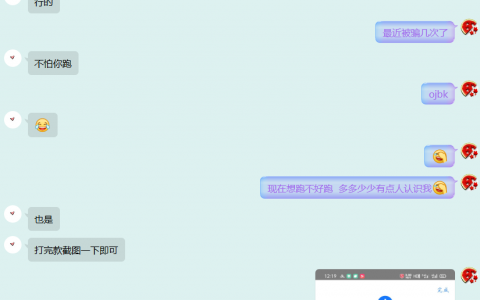 行的
最近被骗几次了
不怕你跑
ojbk
现在想跑不好跑 多多少少有点人认识我
也是
打完款截图一下即可
12:19
完成